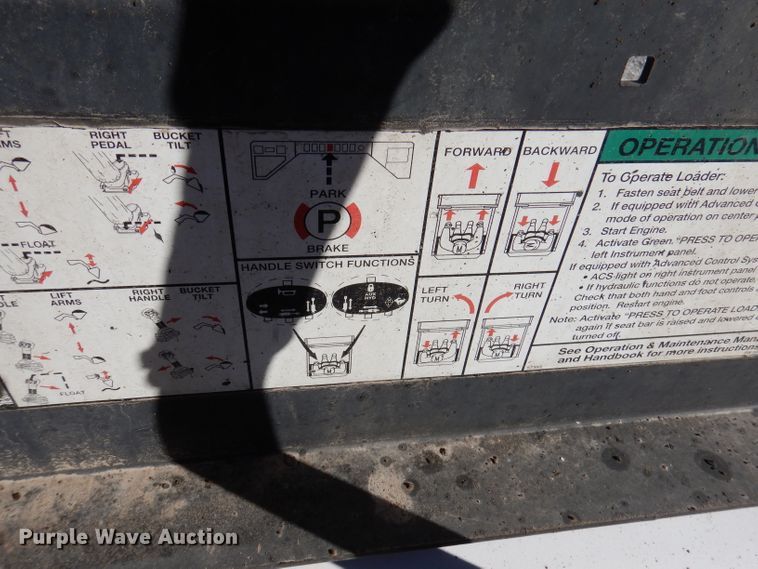 FT
ARMS
RIGHT
PEDAL
BUCKET
TILT
FLOAT
DLE
LIFT
ARMS
RIGHT
HANDLE
BUCKET
TILT
FLOAT
PARK
P
BRAKE
HANDLE SWITCH FUNCTIONS
AUX
HYD
M
FORWARD
BACKWARD
M
LEFT
TURN
RIGHT
TURN
M
M
OPERATION
To Operate Loader:
1. Fasten seat belt and lower
2. If equipped with Advanced C
mode of operation on center p
3. Start Engine.
4. Activate Green "PRESS TO OPE
left Instrument panel.
If equipped with Advanced Control Sys
• ACS light on right instrument panel
• If hydraulic functions do not operate,
Check that both hand and foot controls
position. Restart engine.
Note: Activate "PRESS TO OPERATE LOAD
again if seat bar is raised and lowered
turned off.
See Operation & Maintenance Man
and Handbook for more instructions
Purple Wave Auction®